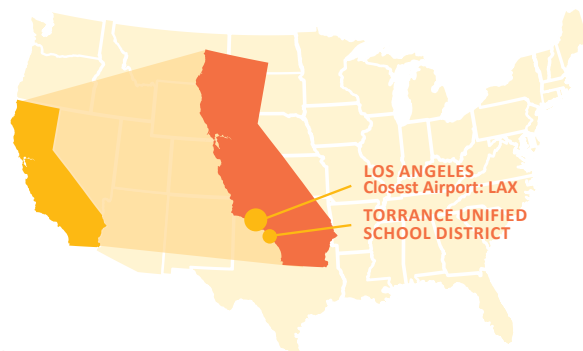 LOS ANGELES
Closest Airport: LAX
TORRANCE UNIFIED
SCHOOL DISTRICT